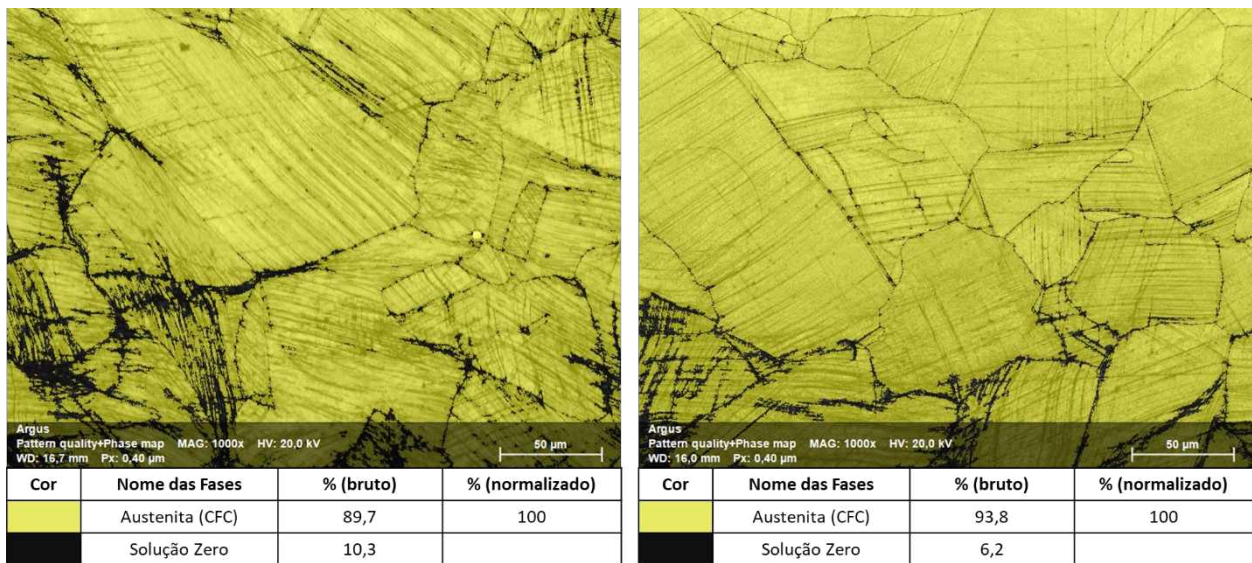 Argus
Pattern quality+Phase map MAG: 1000x HV: 20,0 kV
WD: 16,7 mm Px: 0,40 µm
50 µm
Cor Nome das Fases % (bruto) % (normalizado)
Austenita (CFC) 89,7 100
Solução Zero 10,3
Argus
Pattern quality+Phase map MAG: 1000x HV: 20,0 kV
WD: 16,0 mm Px: 0,40 µm
50 µm
Cor Nome das Fases % (bruto) % (normalizado)
Austenita (CFC) 93,8 100
Solução Zero 6,2